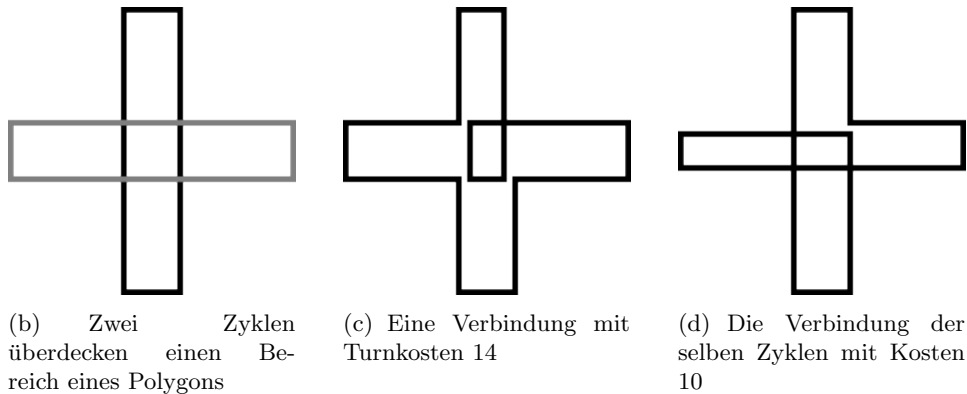 (b) Zwei Zyklen
überdecken einen Be-
reich eines Polygons
(c) Eine Verbindung mit
Turnkosten 14
(d) Die Verbindung der
selben Zyklen mit Kosten
10